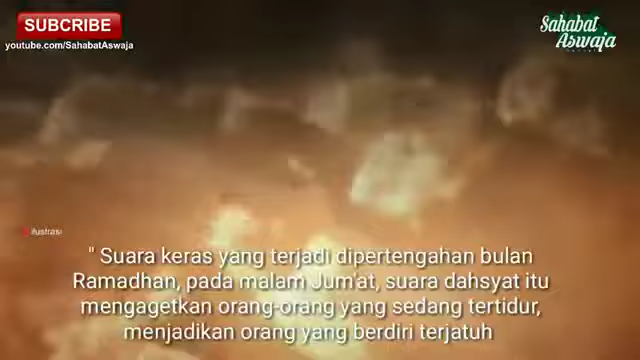 SUBSCRIBE
youtube.com/SahabatAswaja
Sahabat
Aswaja
ilustrasi
" Suara keras yang terjadi dipertengahan bulan
Ramadhan, pada malam Jum'at, suara dahsyat itu
mengagetkan orang-orang yang sedang tertidur,
menjadikan orang yang berdiri terjatuh